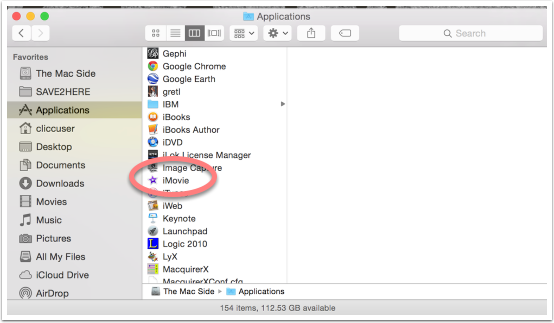 Applications
Search
Favorites
The Mac Side
SAVE2HERE
Applications
cliccuser
Desktop
Documents
Downloads
Movies
Music
Pictures
All My Files
iCloud Drive
AirDrop
Gephi
Google Chrome
Google Earth
gretl
IBM
iBooks
iBooks Author
iDVD
iLok License Manager
Image Capture
iMovie
iTunes
iWeb
Keynote
Launchpad
Logic 2010
LyX
MacquirerX
MacquirerXConf.cfg
The Mac Side ▸ Applications
154 items, 112.53 GB available